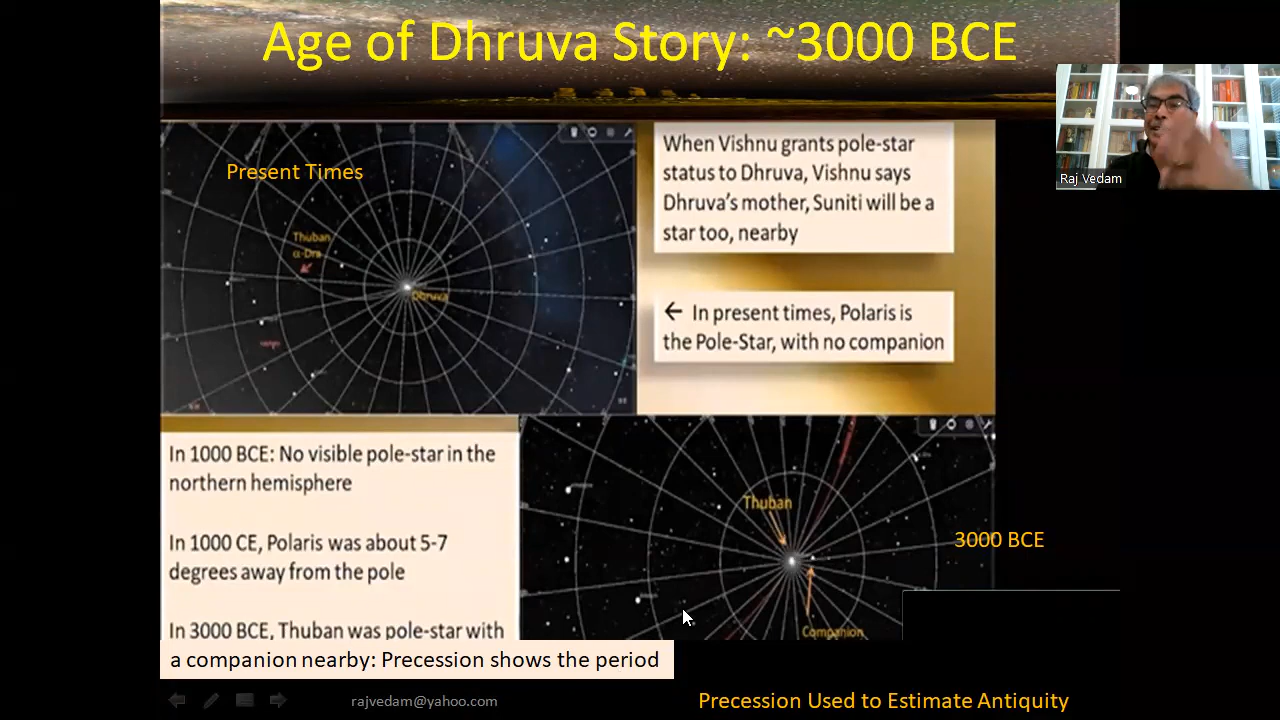 Age of Dhruva Story: ~3000 BCE
Raj Vedam
Present Times
Thuban
α-Dra
Dhruva
When Vishnu grants pole-star
status to Dhruva, Vishnu says
Dhruva's mother, Suniti will be a
star too, nearby
← In present times, Polaris is
the Pole-Star, with no companion
In 1000 BCE: No visible pole-star in the
northern hemisphere
In 1000 CE, Polaris was about 5-7
degrees away from the pole
In 3000 BCE, Thuban was pole-star with
a companion nearby: Precession shows the period
Thuban
Companion
3000 BCE
rajvedam@yahoo.com
Precession Used to Estimate Antiquity